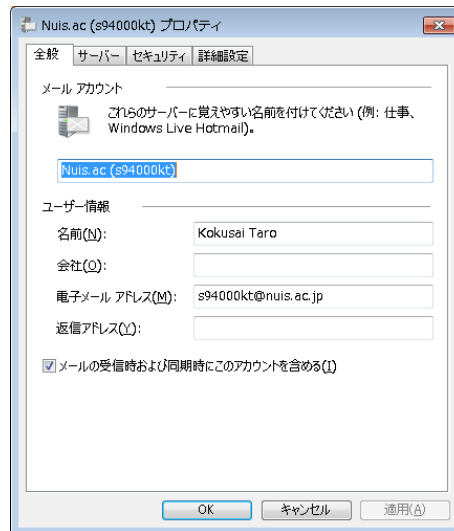 Nuis.ac (s94000kt) プロパティ
全般 サーバー セキュリティ 詳細設定
メール アカウント
これらのサーバーに覚えやすい名前を付けてください (例: 仕事、
Windows Live Hotmail)。
Nuis.ac (s94000kt)
ユーザー情報
名前(N): Kokusai Taro
会社(O):
電子メール アドレス(M): s94000kt@nuis.ac.jp
返信アドレス(Y):
メールの受信時および同期時にこのアカウントを含める(I)
OK キャンセル 適用(A)